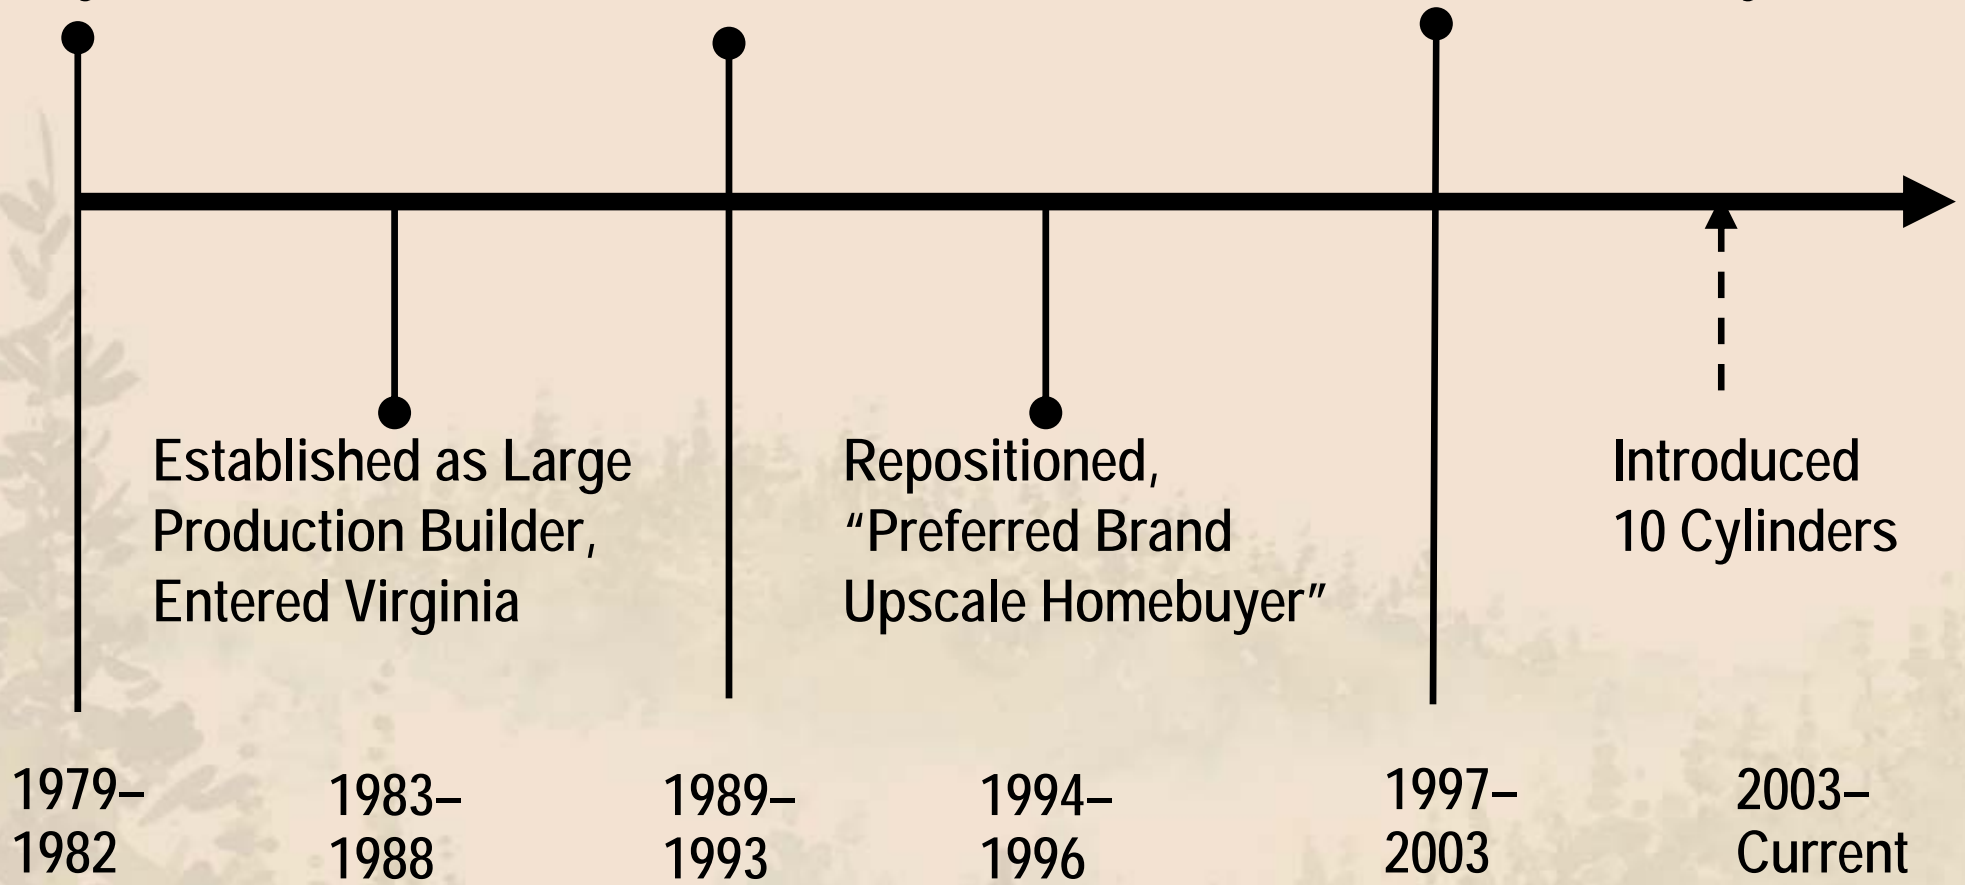 Established as Large
Production Builder,
Entered Virginia
Repositioned,
“Preferred Brand
Upscale Homebuyer”
Introduced
10 Cylinders
1979–
1982
1983–
1988
1989–
1993
1994–
1996
1997–
2003
2003–
Current